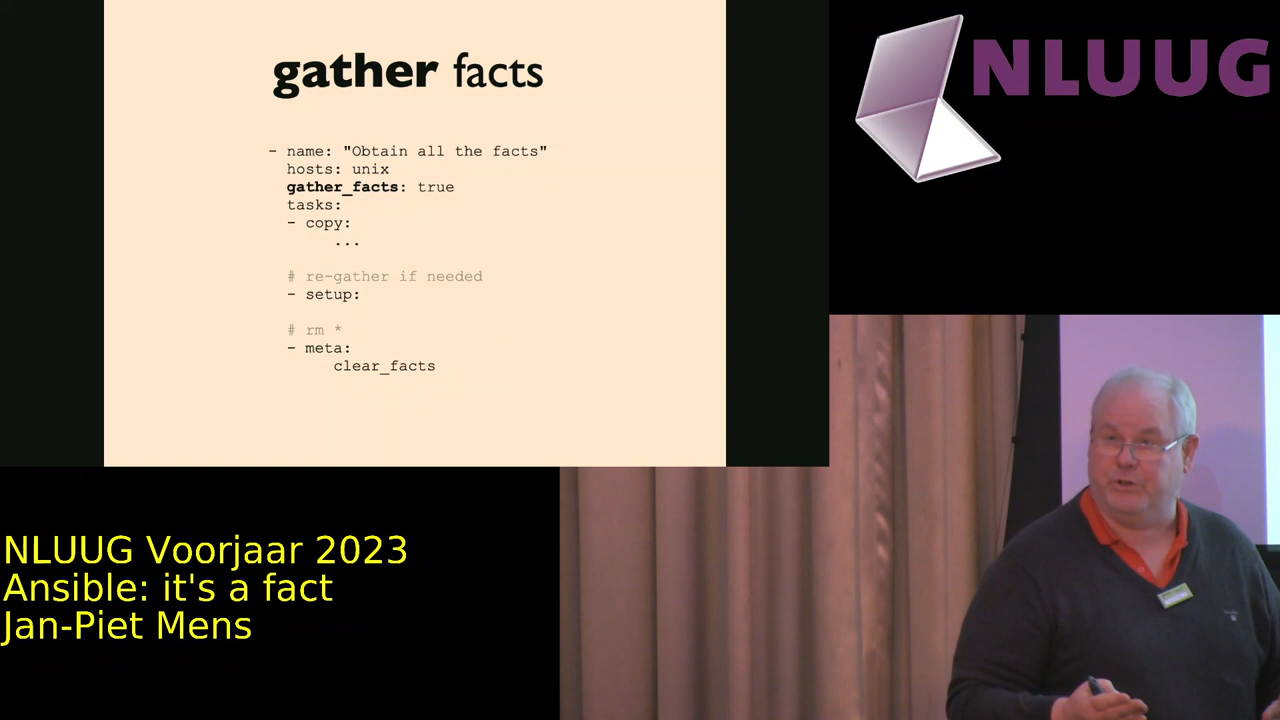 gather facts
- name: "Obtain all the facts"
hosts: unix
gather_facts: true
tasks:
- copy:
...
# re-gather if needed
- setup:
# rm *
- meta:
clear_facts
NLUUG
NLUUG Voorjaar 2023
Ansible: it's a fact
Jan-Piet Mens